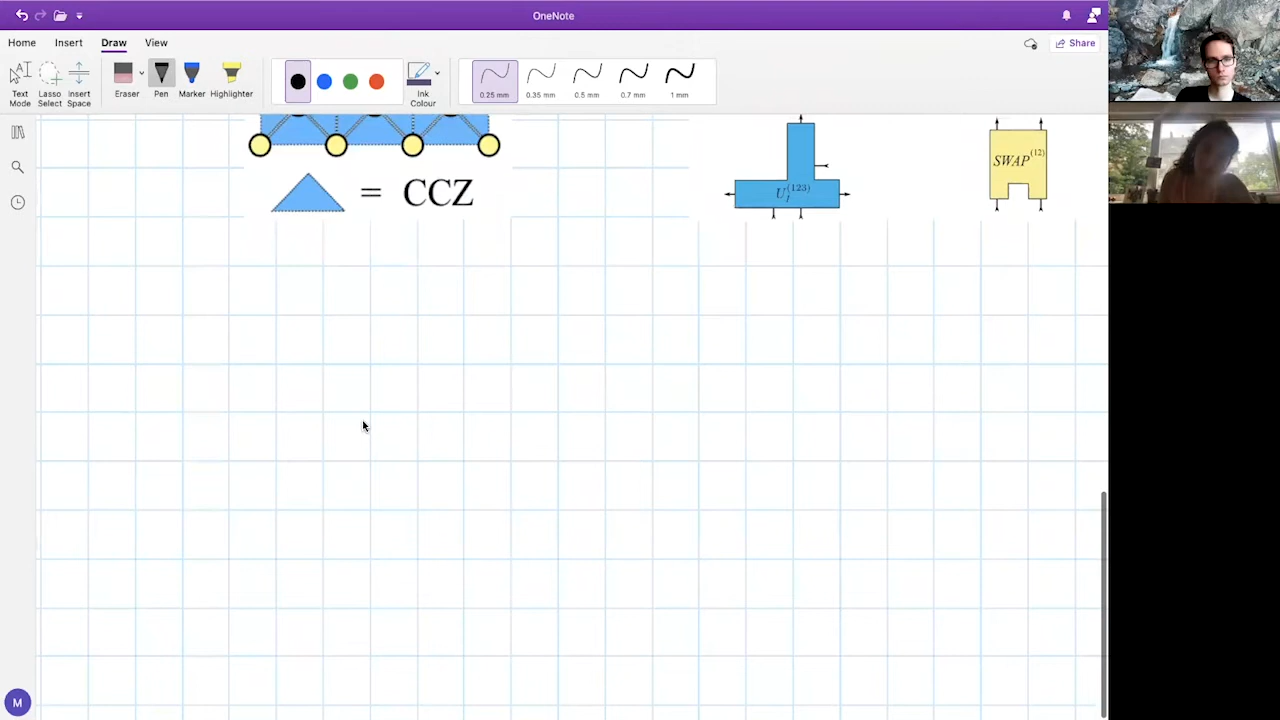 OneNote
Home Insert Draw View
Share
Text Mode
Lasso Select
Insert Space
Eraser
Pen
Marker
Highlighter
Ink Colour
0.25 mm
0.35 mm
0.5 mm
0.7 mm
1 mm
= CCZ
U_I^(123)
SWAP^(12)
M